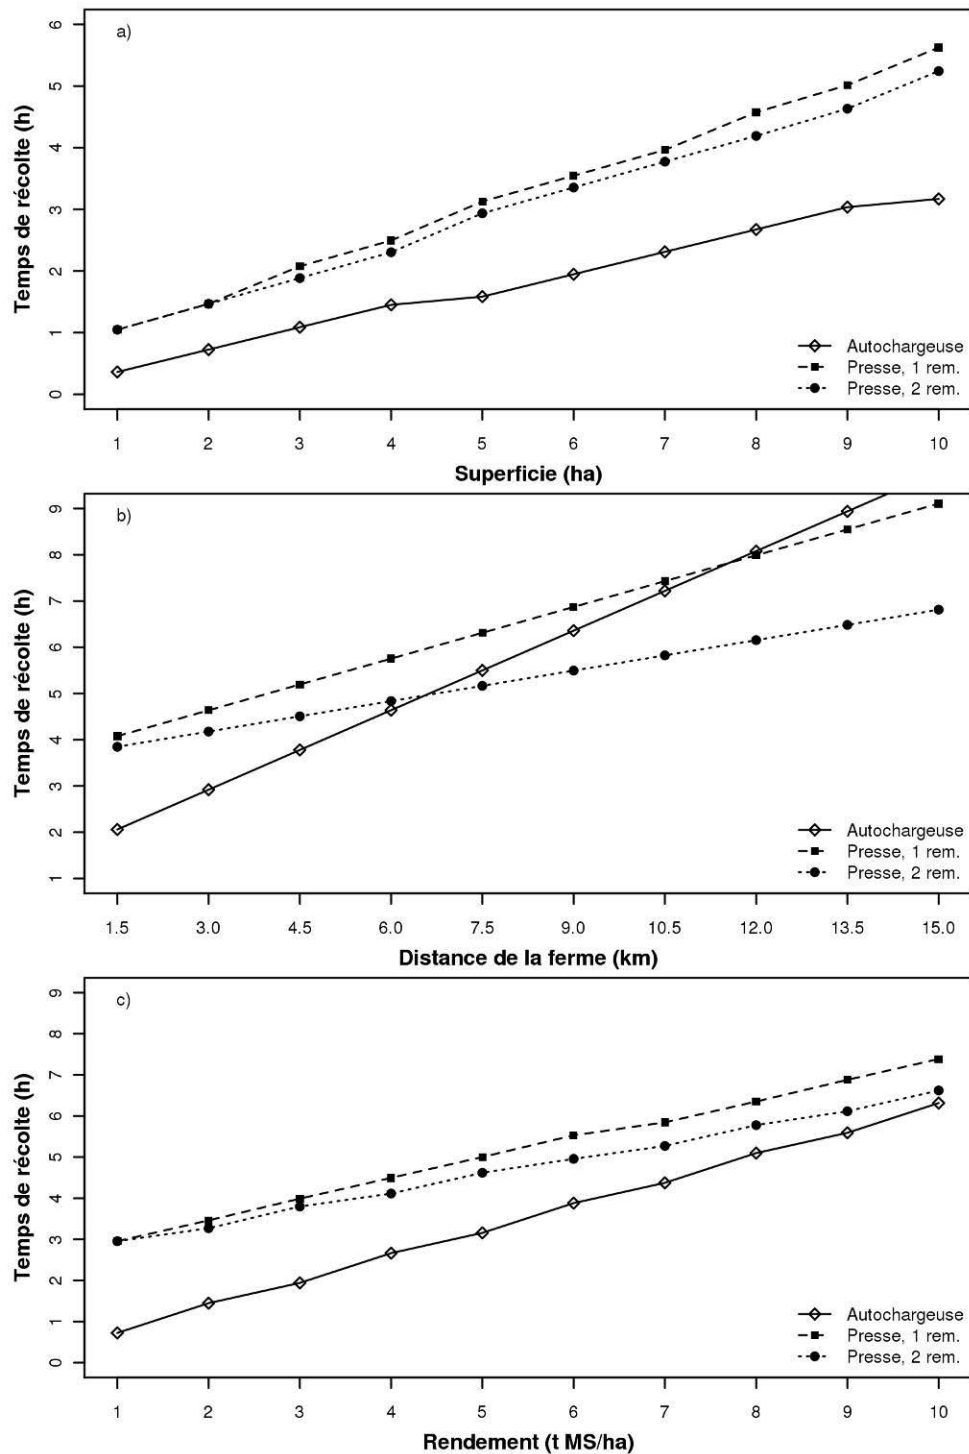 a)
Temps de récolte (h)
6
5
4
3
2
1
0
Autochargeuse
Presse, 1 rem.
Presse, 2 rem.
1 2 3 4 5 6 7 8 9 10
Superficie (ha)
b)
Temps de récolte (h)
9
8
7
6
5
4
3
2
1
Autochargeuse
Presse, 1 rem.
Presse, 2 rem.
1.5 3.0 4.5 6.0 7.5 9.0 10.5 12.0 13.5 15.0
Distance de la ferme (km)
c)
Temps de récolte (h)
9
8
7
6
5
4
3
2
1
0
Autochargeuse
Presse, 1 rem.
Presse, 2 rem.
1 2 3 4 5 6 7 8 9 10
Rendement (t MS/ha)